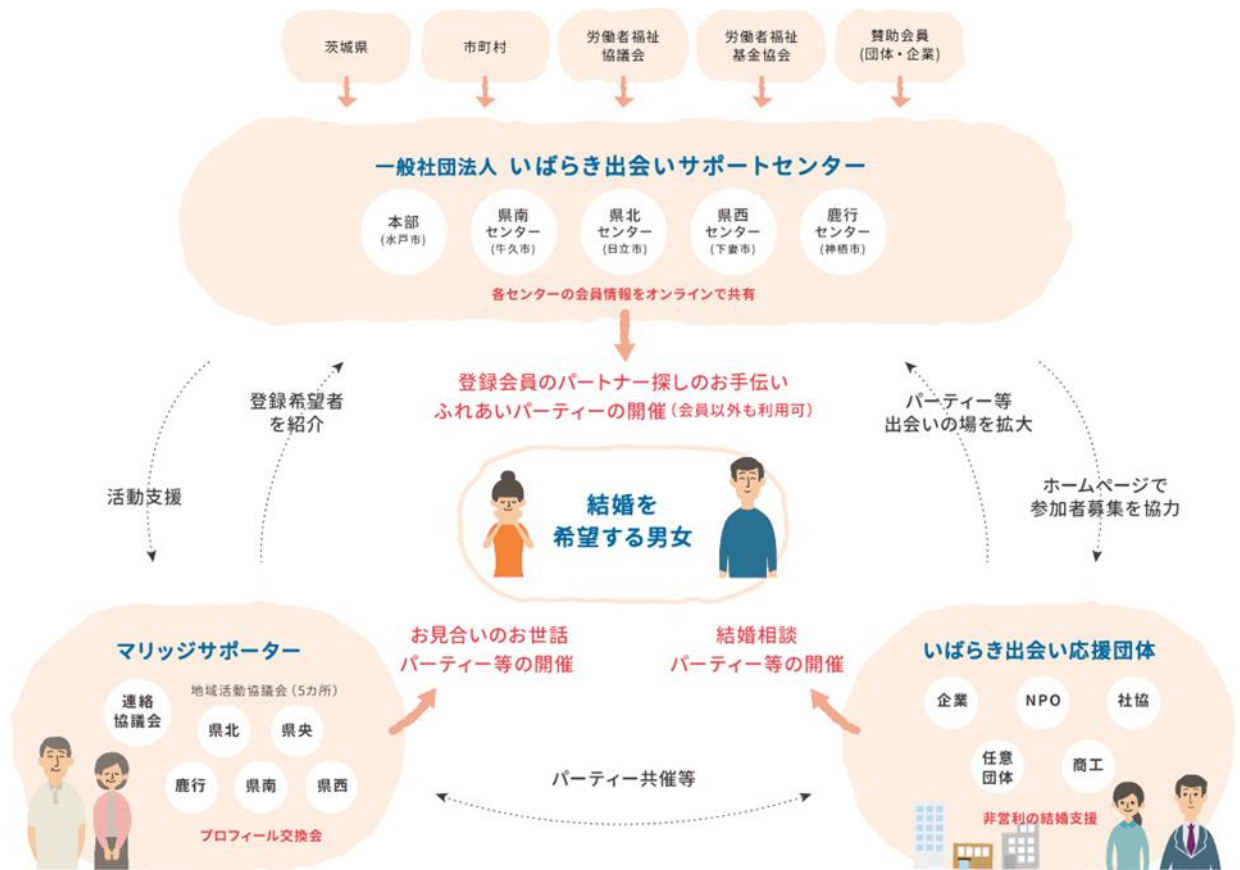 茨城県
市町村
労働者福祉
協議会
労働者福祉
基金協会
賛助会員
(団体・企業)
一般社団法人 いばらき出会いサポートセンター
本部
(水戸市)
県南
センター
(牛久市)
県北
センター
(日立市)
県西
センター
(下妻市)
鹿行
センター
(神栖市)
各センターの会員情報をオンラインで共有
登録会員のパートナー探しのお手伝い
ふれあいパーティーの開催(会員以外も利用可)
登録希望者
を紹介
活動支援
パーティー等
出会いの場を拡大
ホームページで
参加者募集を協力
結婚を
希望する男女
お見合いのお世話
パーティー等の開催
結婚相談
パーティー等の開催
マリッジサポーター
連絡
協議会
地域活動協議会(5カ所)
県北
県央
鹿行
県南
県西
プロフィール交換会
パーティー共催等
いばらき出会い応援団体
企業
NPO
社協
任意
団体
商工
非営利の結婚支援